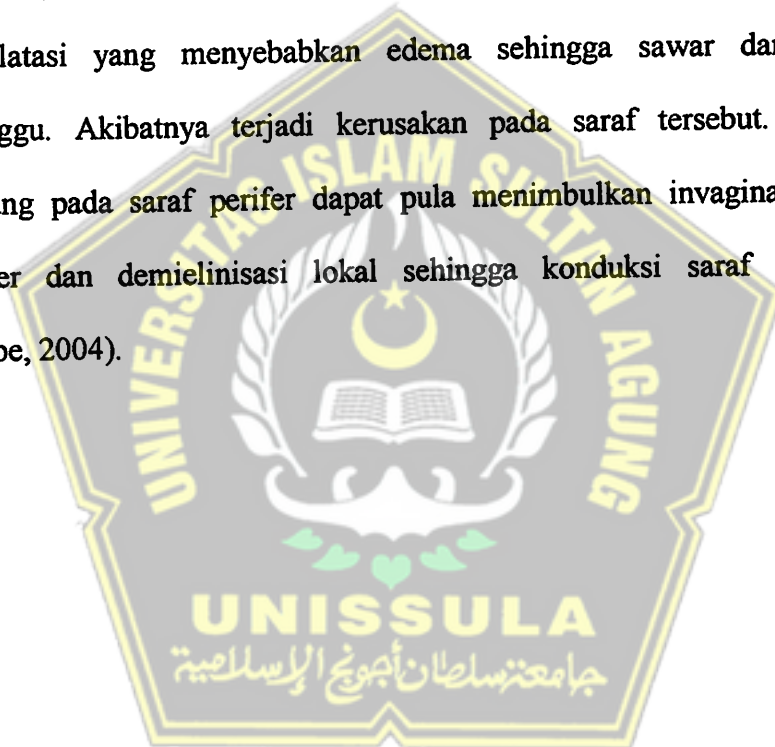 latasi yang menyebabkan edema sehingga sawar dar
nggu. Akibatnya terjadi kerusakan pada saraf tersebut.
ng pada saraf perifer dapat pula menimbulkan invagina
er dan demielinisasi lokal sehingga konduksi saraf
be, 2004).
UNIVERSITAS ISLAM SULTAN AGUNG
UNISSULA
جامعة سلطان أجونج الإسلامية